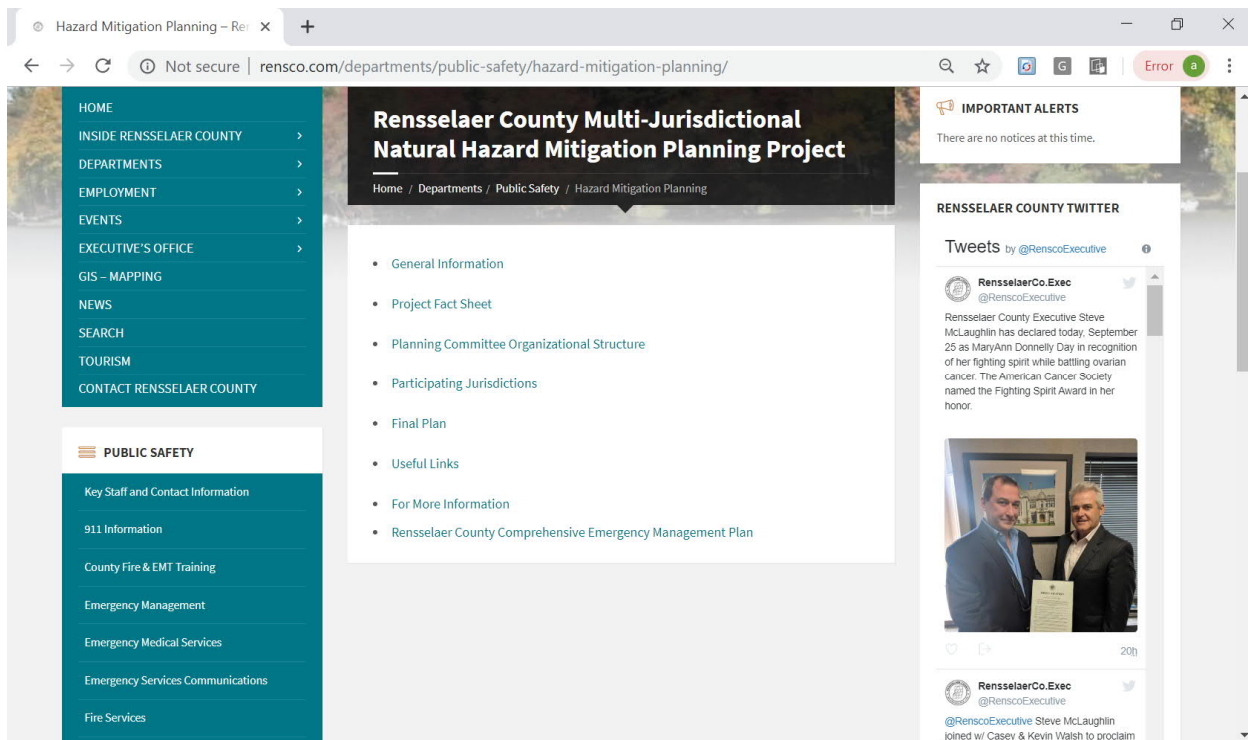 Hazard Mitigation Planning – Rer
Not secure | rensco.com/departments/public-safety/hazard-mitigation-planning/
G
Error a
HOME
INSIDE RENSSELAER COUNTY
DEPARTMENTS
EMPLOYMENT
EVENTS
EXECUTIVE'S OFFICE
GIS – MAPPING
NEWS
SEARCH
TOURISM
CONTACT RENSSELAER COUNTY
PUBLIC SAFETY
Key Staff and Contact Information
911 Information
County Fire & EMT Training
Emergency Management
Emergency Medical Services
Emergency Services Communications
Fire Services
Rensselaer County Multi-Jurisdictional
Natural Hazard Mitigation Planning Project
Home / Departments / Public Safety / Hazard Mitigation Planning
• General Information
• Project Fact Sheet
• Planning Committee Organizational Structure
• Participating Jurisdictions
• Final Plan
• Useful Links
• For More Information
• Rensselaer County Comprehensive Emergency Management Plan
IMPORTANT ALERTS
There are no notices at this time.
RENSSELAER COUNTY TWITTER
Tweets by @RenscoExecutive
RensselaerCo.Exec
@RenscoExecutive
Rensselaer County Executive Steve
McLaughlin has declared today, September
25 as MaryAnn Donnelly Day in recognition
of her fighting spirit while battling ovarian
cancer. The American Cancer Society
named the Fighting Spirit Award in her
honor.
20h
RensselaerCo.Exec
@RenscoExecutive
@RenscoExecutive Steve McLaughlin
joined w/ Casey & Kevin Walsh to proclaim